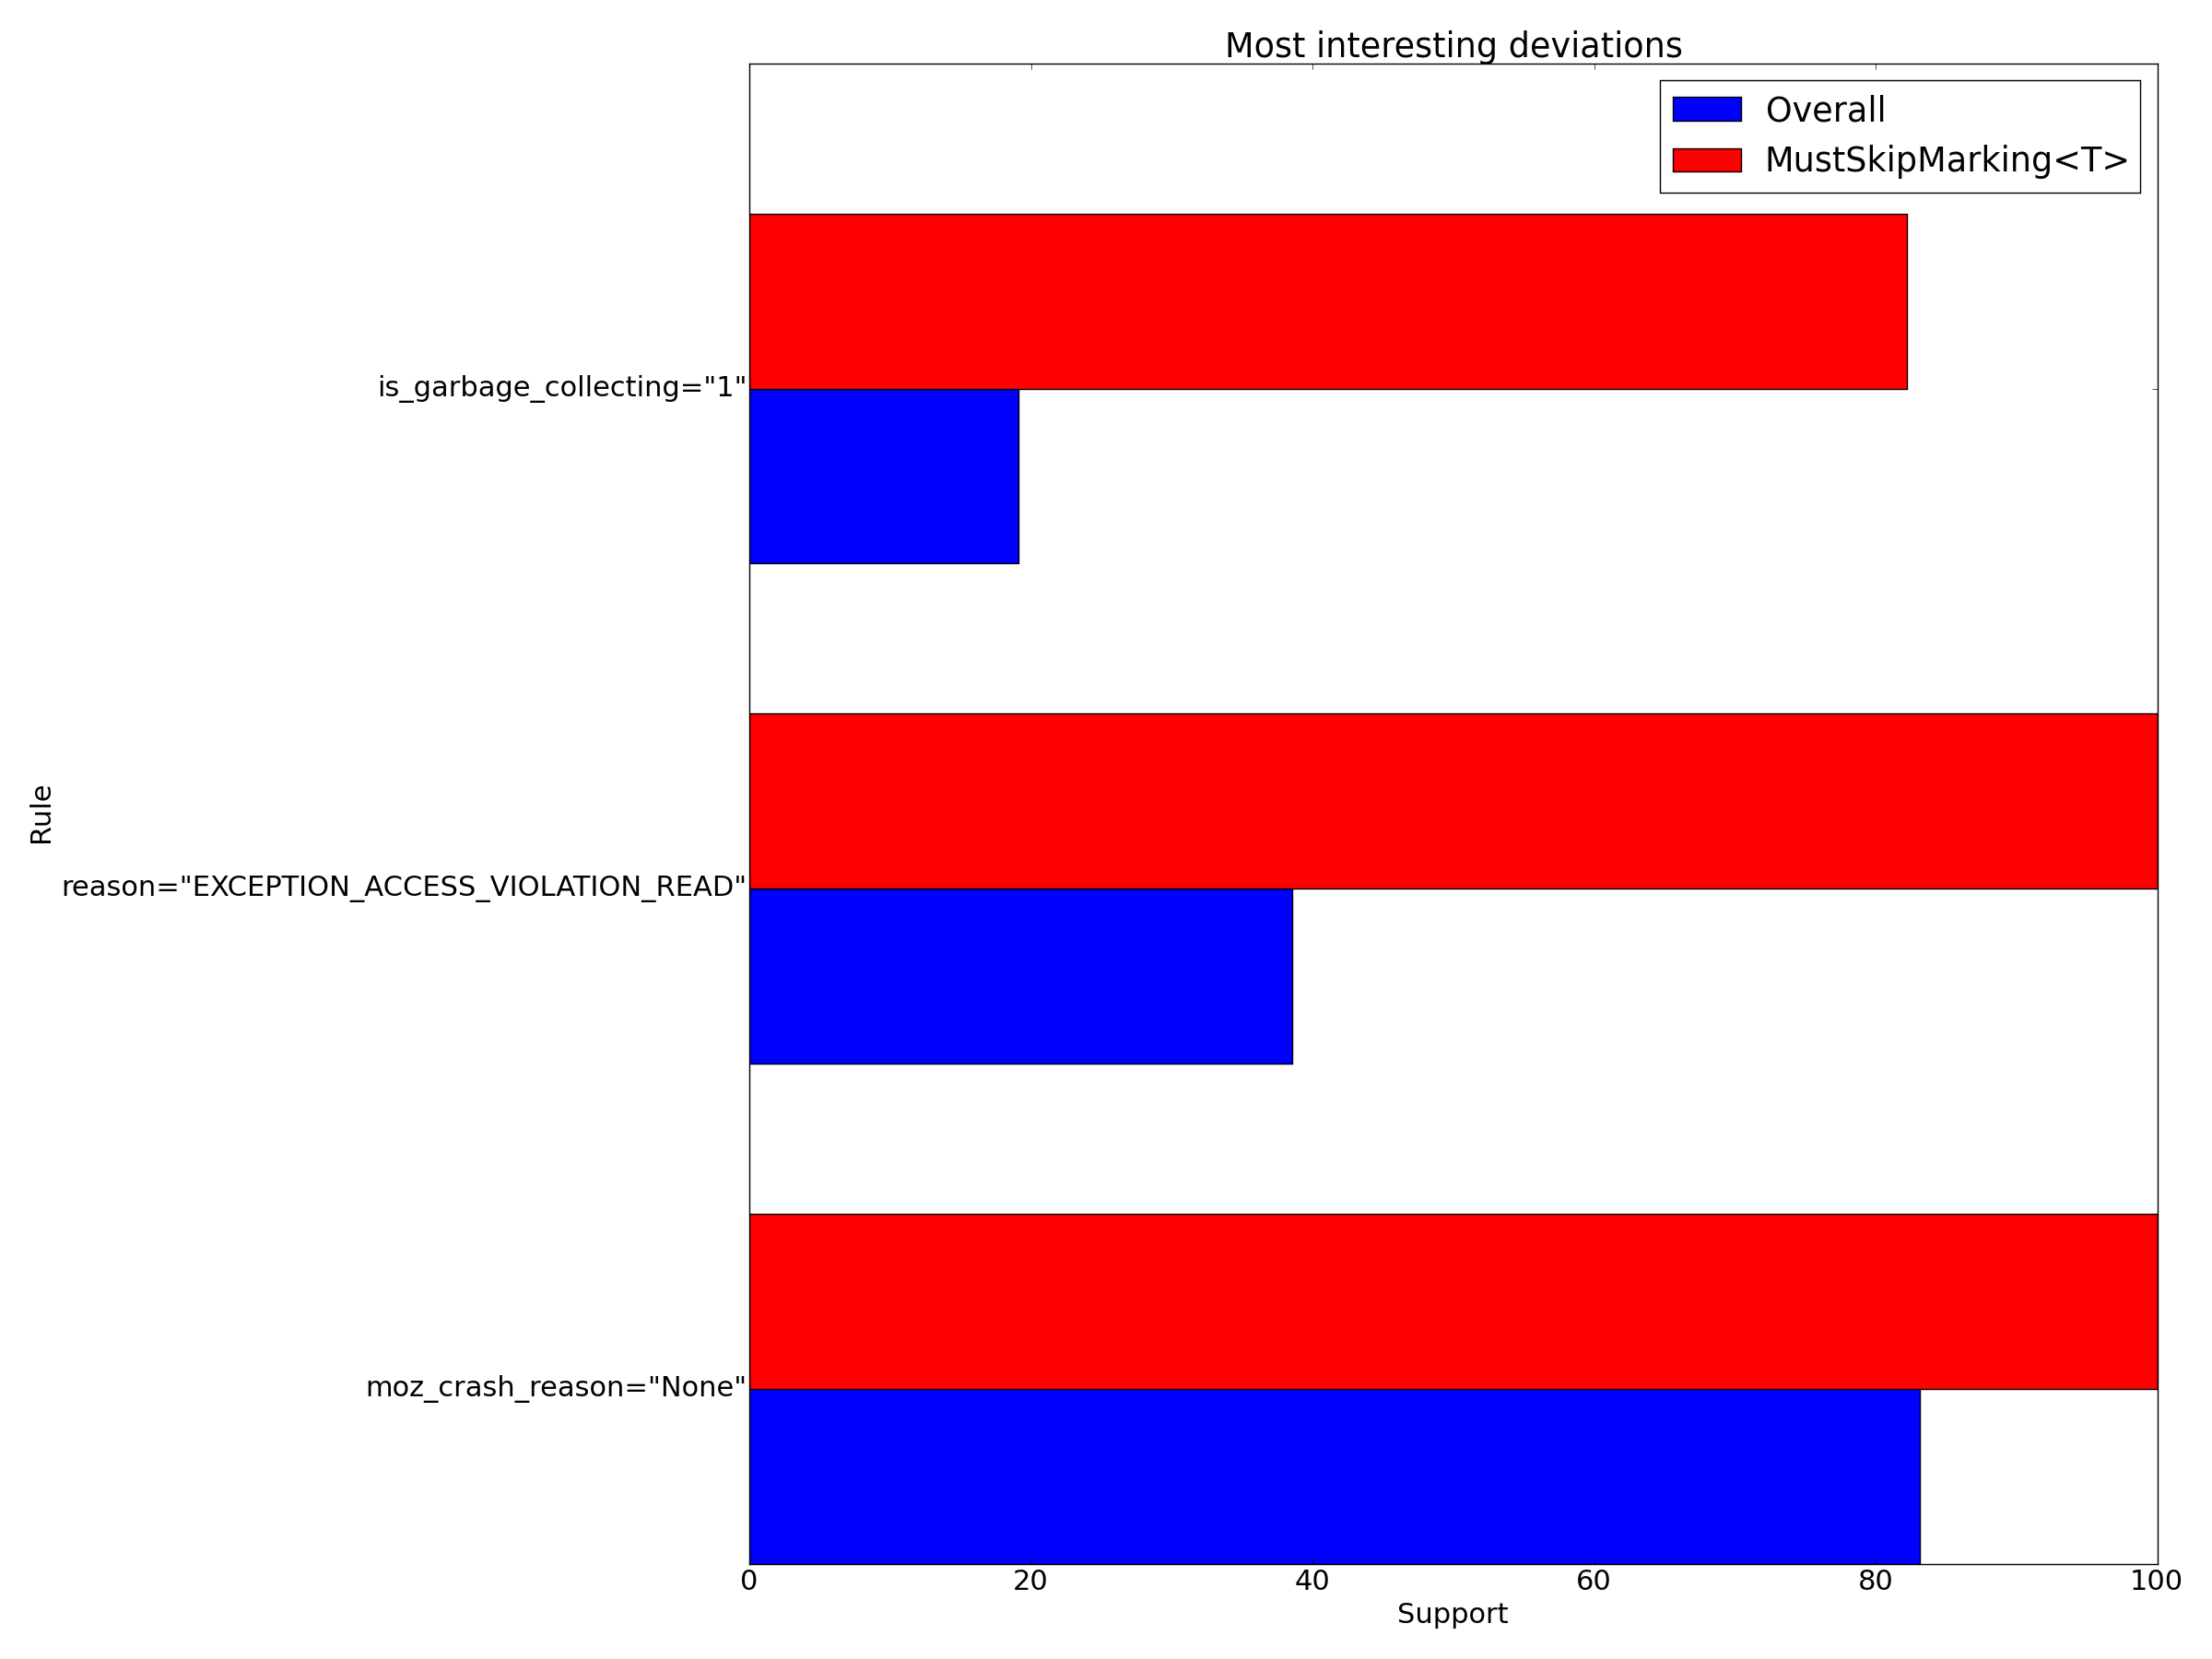 Most interesting deviations
Overall
MustSkipMarking<T>
is_garbage_collecting="1"
Rule
reason="EXCEPTION_ACCESS_VIOLATION_READ"
moz_crash_reason="None"
0 20 40 60 80 100
Support